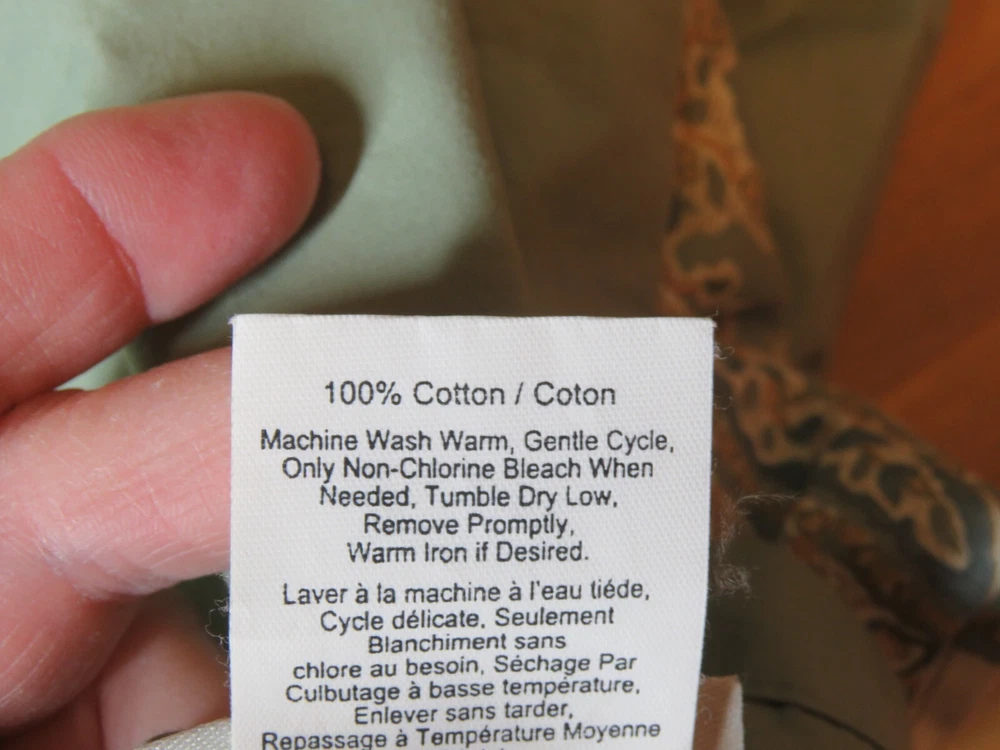 100% Cotton / Coton
Machine Wash Warm, Gentle Cycle,
Only Non-Chlorine Bleach When
Needed, Tumble Dry Low,
Remove Promptly,
Warm Iron if Desired.
Laver à la machine à l'eau tiéde,
Cycle délicate, Seulement
Blanchiment sans
chlore au besoin, Séchage Par
Culbutage à basse température,
Enlever sans tarder,
Repassage à Température Moyenne